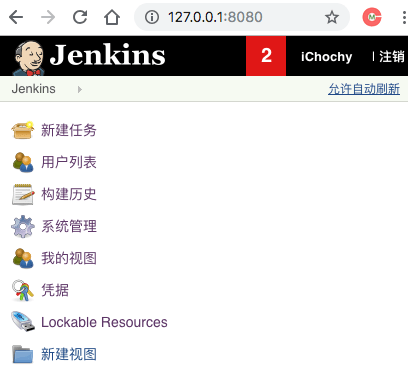 127.0.0.1:8080
Jenkins 2 iChochy | 注销
Jenkins 允许自动刷新
新建任务
用户列表
构建历史
系统管理
我的视图
凭据
Lockable Resources
新建视图